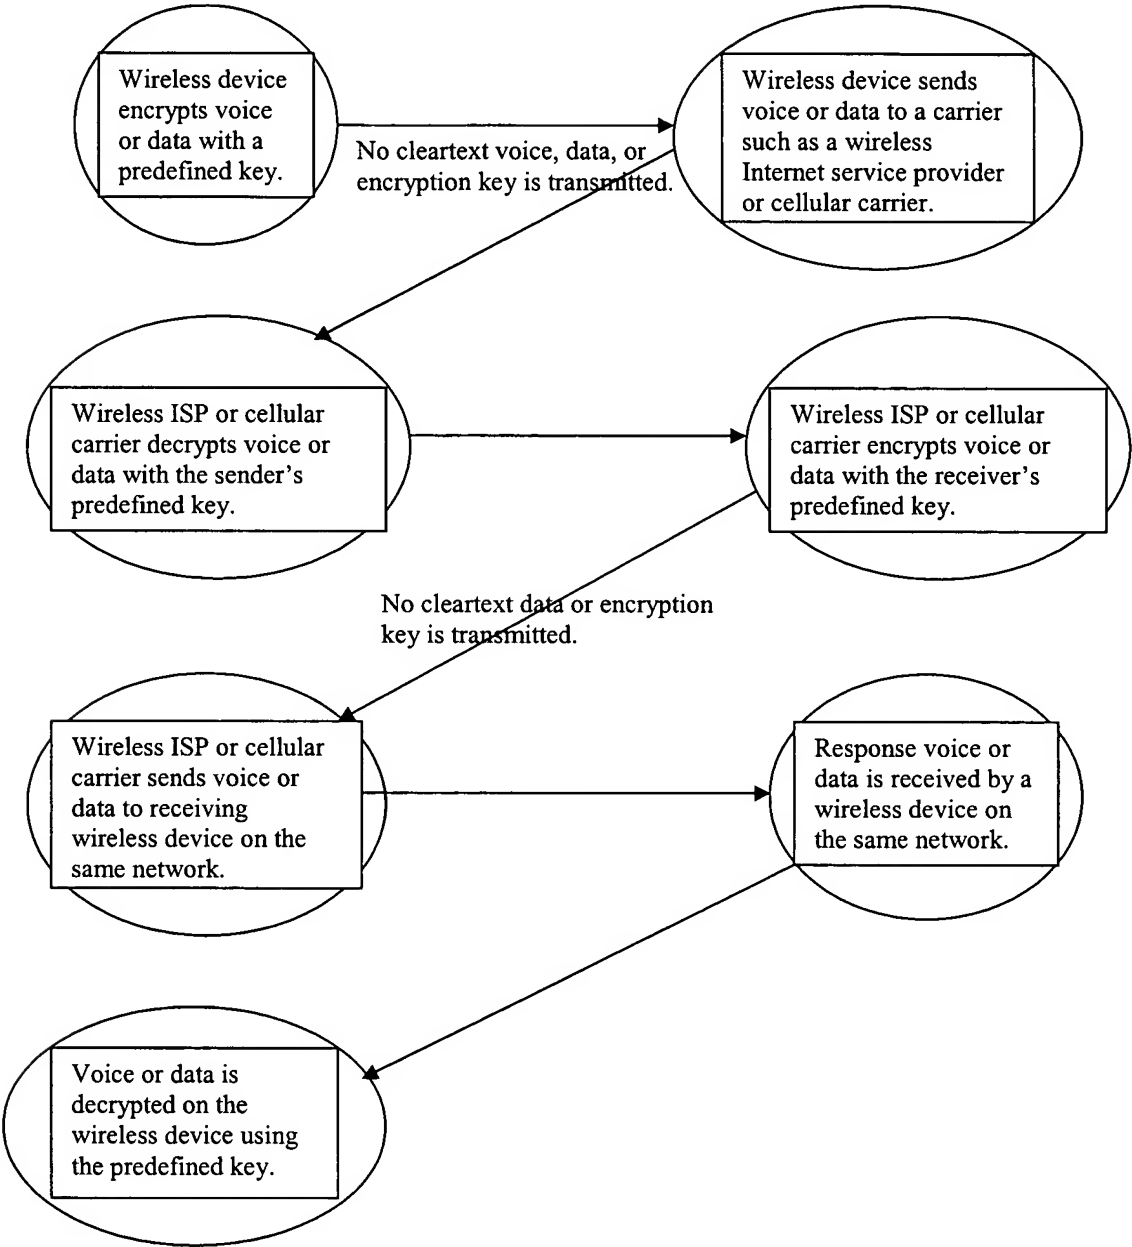 Wireless device
encrypts voice
or data with a
predefined key.
No cleartext voice, data, or
encryption key is transmitted.
Wireless device sends
voice or data to a carrier
such as a wireless
Internet service provider
or cellular carrier.
Wireless ISP or cellular
carrier decrypts voice or
data with the sender's
predefined key.
Wireless ISP or cellular
carrier encrypts voice or
data with the receiver's
predefined key.
No cleartext data or encryption
key is transmitted.
Wireless ISP or cellular
carrier sends voice or
data to receiving
wireless device on the
same network.
Response voice or
data is received by a
wireless device on
the same network.
Voice or data is
decrypted on the
wireless device using
the predefined key.